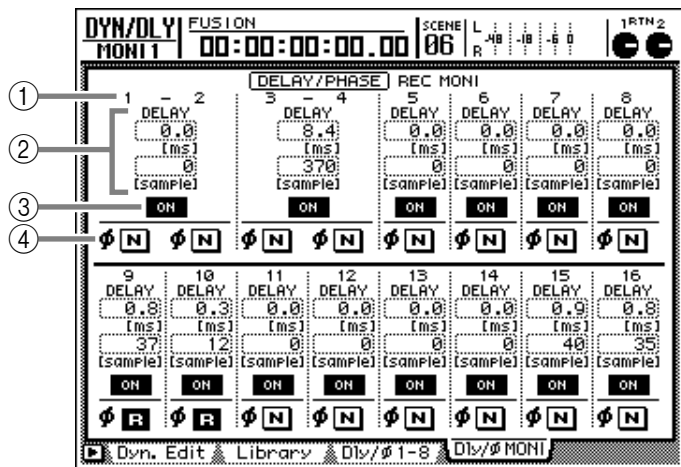 DYN/DLY FUSION SCENE L -48 -18 -6 0 1 RTN 2
MONI 1 00:00:00:00.00 06 R
DELAY/PHASE REC MONI
① 1 – 2 3 – 4 5 6 7 8
DELAY DELAY DELAY DELAY DELAY DELAY
② 0.0 8.4 0.0 0.0 0.0 0.0
[ms] [ms] [ms] [ms] [ms] [ms]
0 370 0 0 0 0
[sample] [sample] [sample] [sample] [sample] [sample]
③ ON ON ON ON ON ON
④ ϕ N ϕ N ϕ N ϕ N ϕ N ϕ N ϕ N ϕ N
9 10 11 12 13 14 15 16
DELAY DELAY DELAY DELAY DELAY DELAY DELAY DELAY
0.8 0.3 0.0 0.0 0.0 0.0 0.9 0.8
[ms] [ms] [ms] [ms] [ms] [ms] [ms] [ms]
37 12 0 0 0 0 40 35
[sample] [sample] [sample] [sample] [sample] [sample] [sample] [sample]
ON ON ON ON ON ON ON ON
ϕ R ϕ R ϕ N ϕ N ϕ N ϕ N ϕ N ϕ N
Dyn. Edit Library Dly/ϕ 1-8 Dly/ϕ MONI